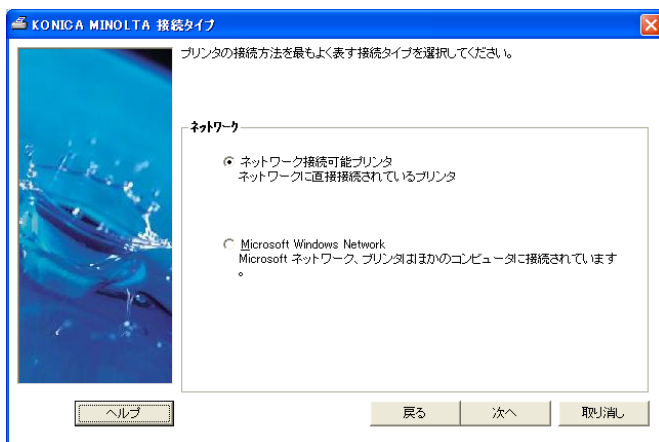 KONICA MINOLTA 接続タイプ
プリンタの接続方法を最もよく表す接続タイプを選択してください。
ネットワーク
ネットワーク接続可能プリンタ
ネットワークに直接接続されているプリンタ
Microsoft Windows Network
Microsoft ネットワーク、プリンタはほかのコンピュータに接続されています
。
ヘルプ
戻る
次へ
取り消し